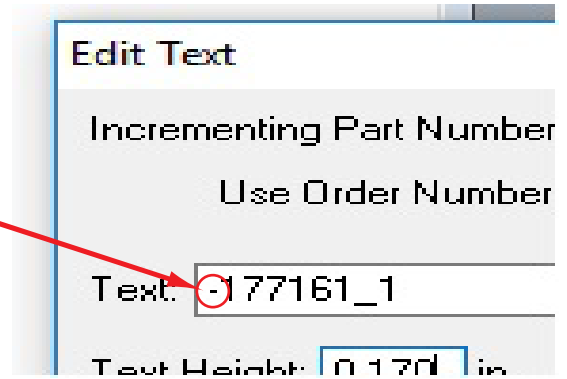 Edit Text
Incrementing Part Number
Use Order Number
Text: -177161_1
Text Height: 0.170 in